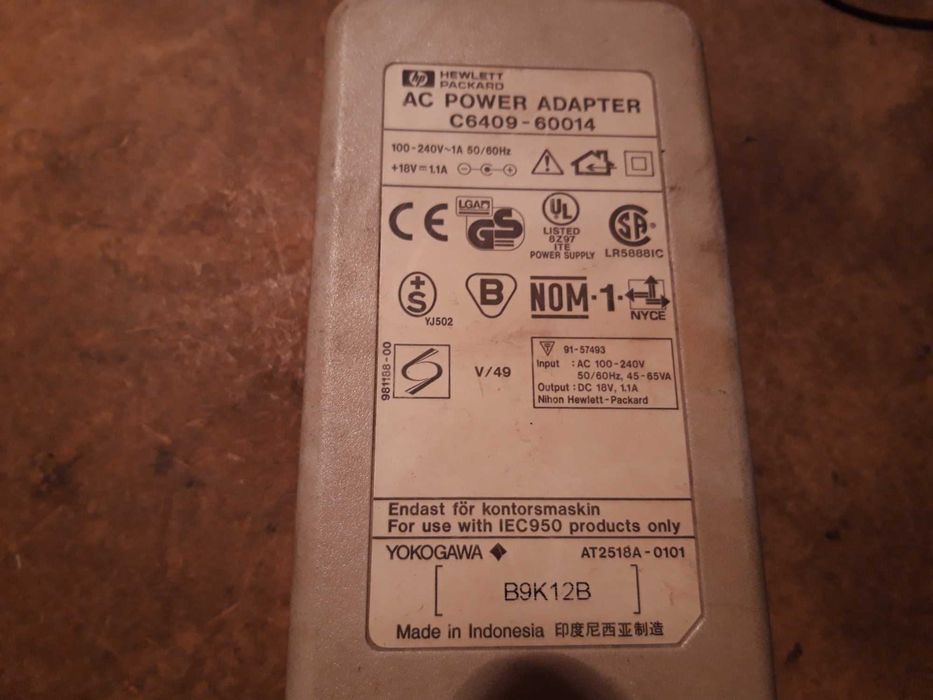 hp HEWLETT
PACKARD
AC POWER ADAPTER
C6409-60014
100-240V~1A 50/60Hz
+18V⎓1.1A
CE
LGA
GS
UL
LISTED
8Z97
ITE
POWER SUPPLY
SA
LR58881C
+S
YJ502
B
NOM·1·
NYCE
981188-00
V/49
T
91-57493
Input : AC 100-240V
50/60Hz, 45-65VA
Output : DC 18V, 1.1A
Nihon Hewlett-Packard
Endast för kontorsmaskin
For use with IEC950 products only
YOKOGAWA
AT2518A-0101
[ B9K12B ]
Made in Indonesia 印度尼西亚制造